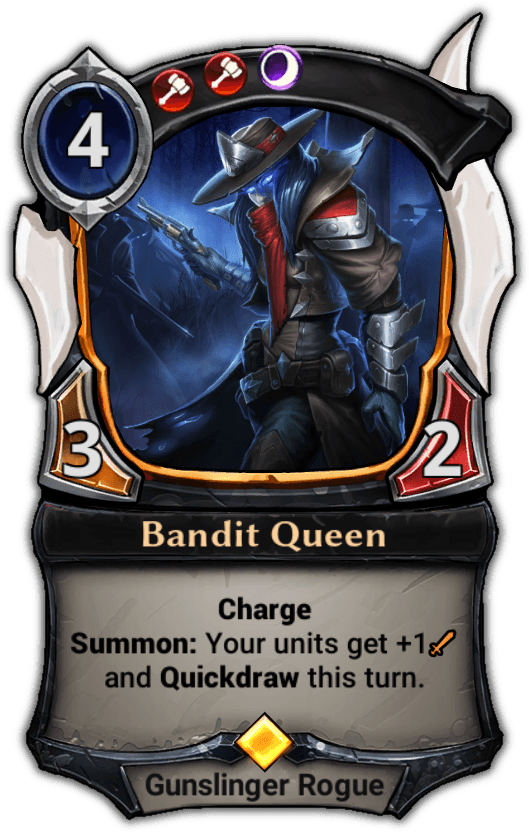 4
3
2
Bandit Queen
Charge
Summon: Your units get +1
and Quickdraw this turn.
Gunslinger Rogue